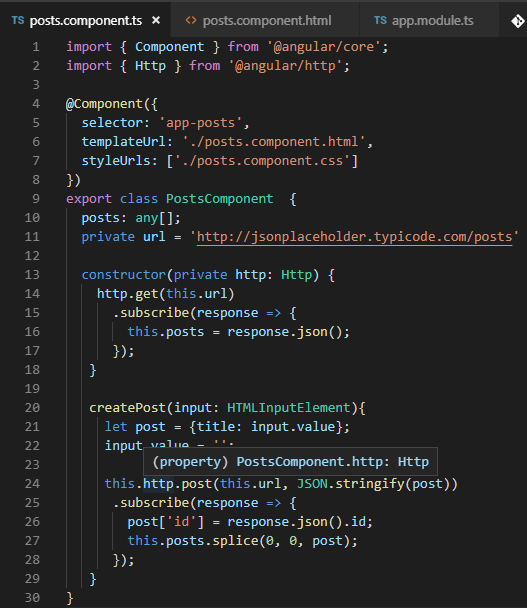 TS posts.component.ts × <> posts.component.html TS app.module.ts
1 import { Component } from '@angular/core';
2 import { Http } from '@angular/http';
3
4 @Component({
5   selector: 'app-posts',
6   templateUrl: './posts.component.html',
7   styleUrls: ['./posts.component.css']
8 })
9 export class PostsComponent  {
10   posts: any[];
11   private url = 'http://jsonplaceholder.typicode.com/posts'
12
13   constructor(private http: Http) {
14     http.get(this.url)
15       .subscribe(response => {
16         this.posts = response.json();
17       });
18   }
19
20    createPost(input: HTMLInputElement){
21      let post = {title: input.value};
22      input.value = '';
23 (property) PostsComponent.http: Http
24      this.http.post(this.url, JSON.stringify(post))
25       .subscribe(response => {
26         post['id'] = response.json().id;
27         this.posts.splice(0, 0, post);
28       });
29    }
30 }